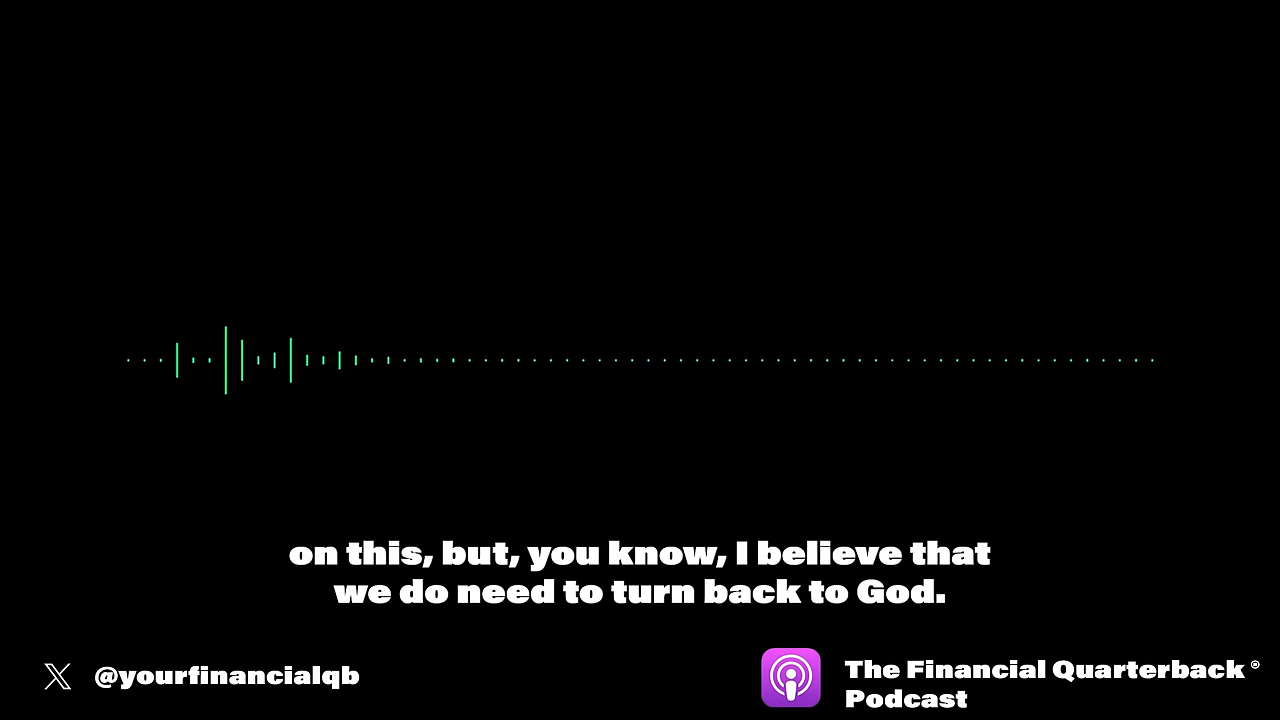 on this, but, you know, I believe that
we do need to turn back to God.
@yourfinancialqb
The Financial Quarterback®
Podcast